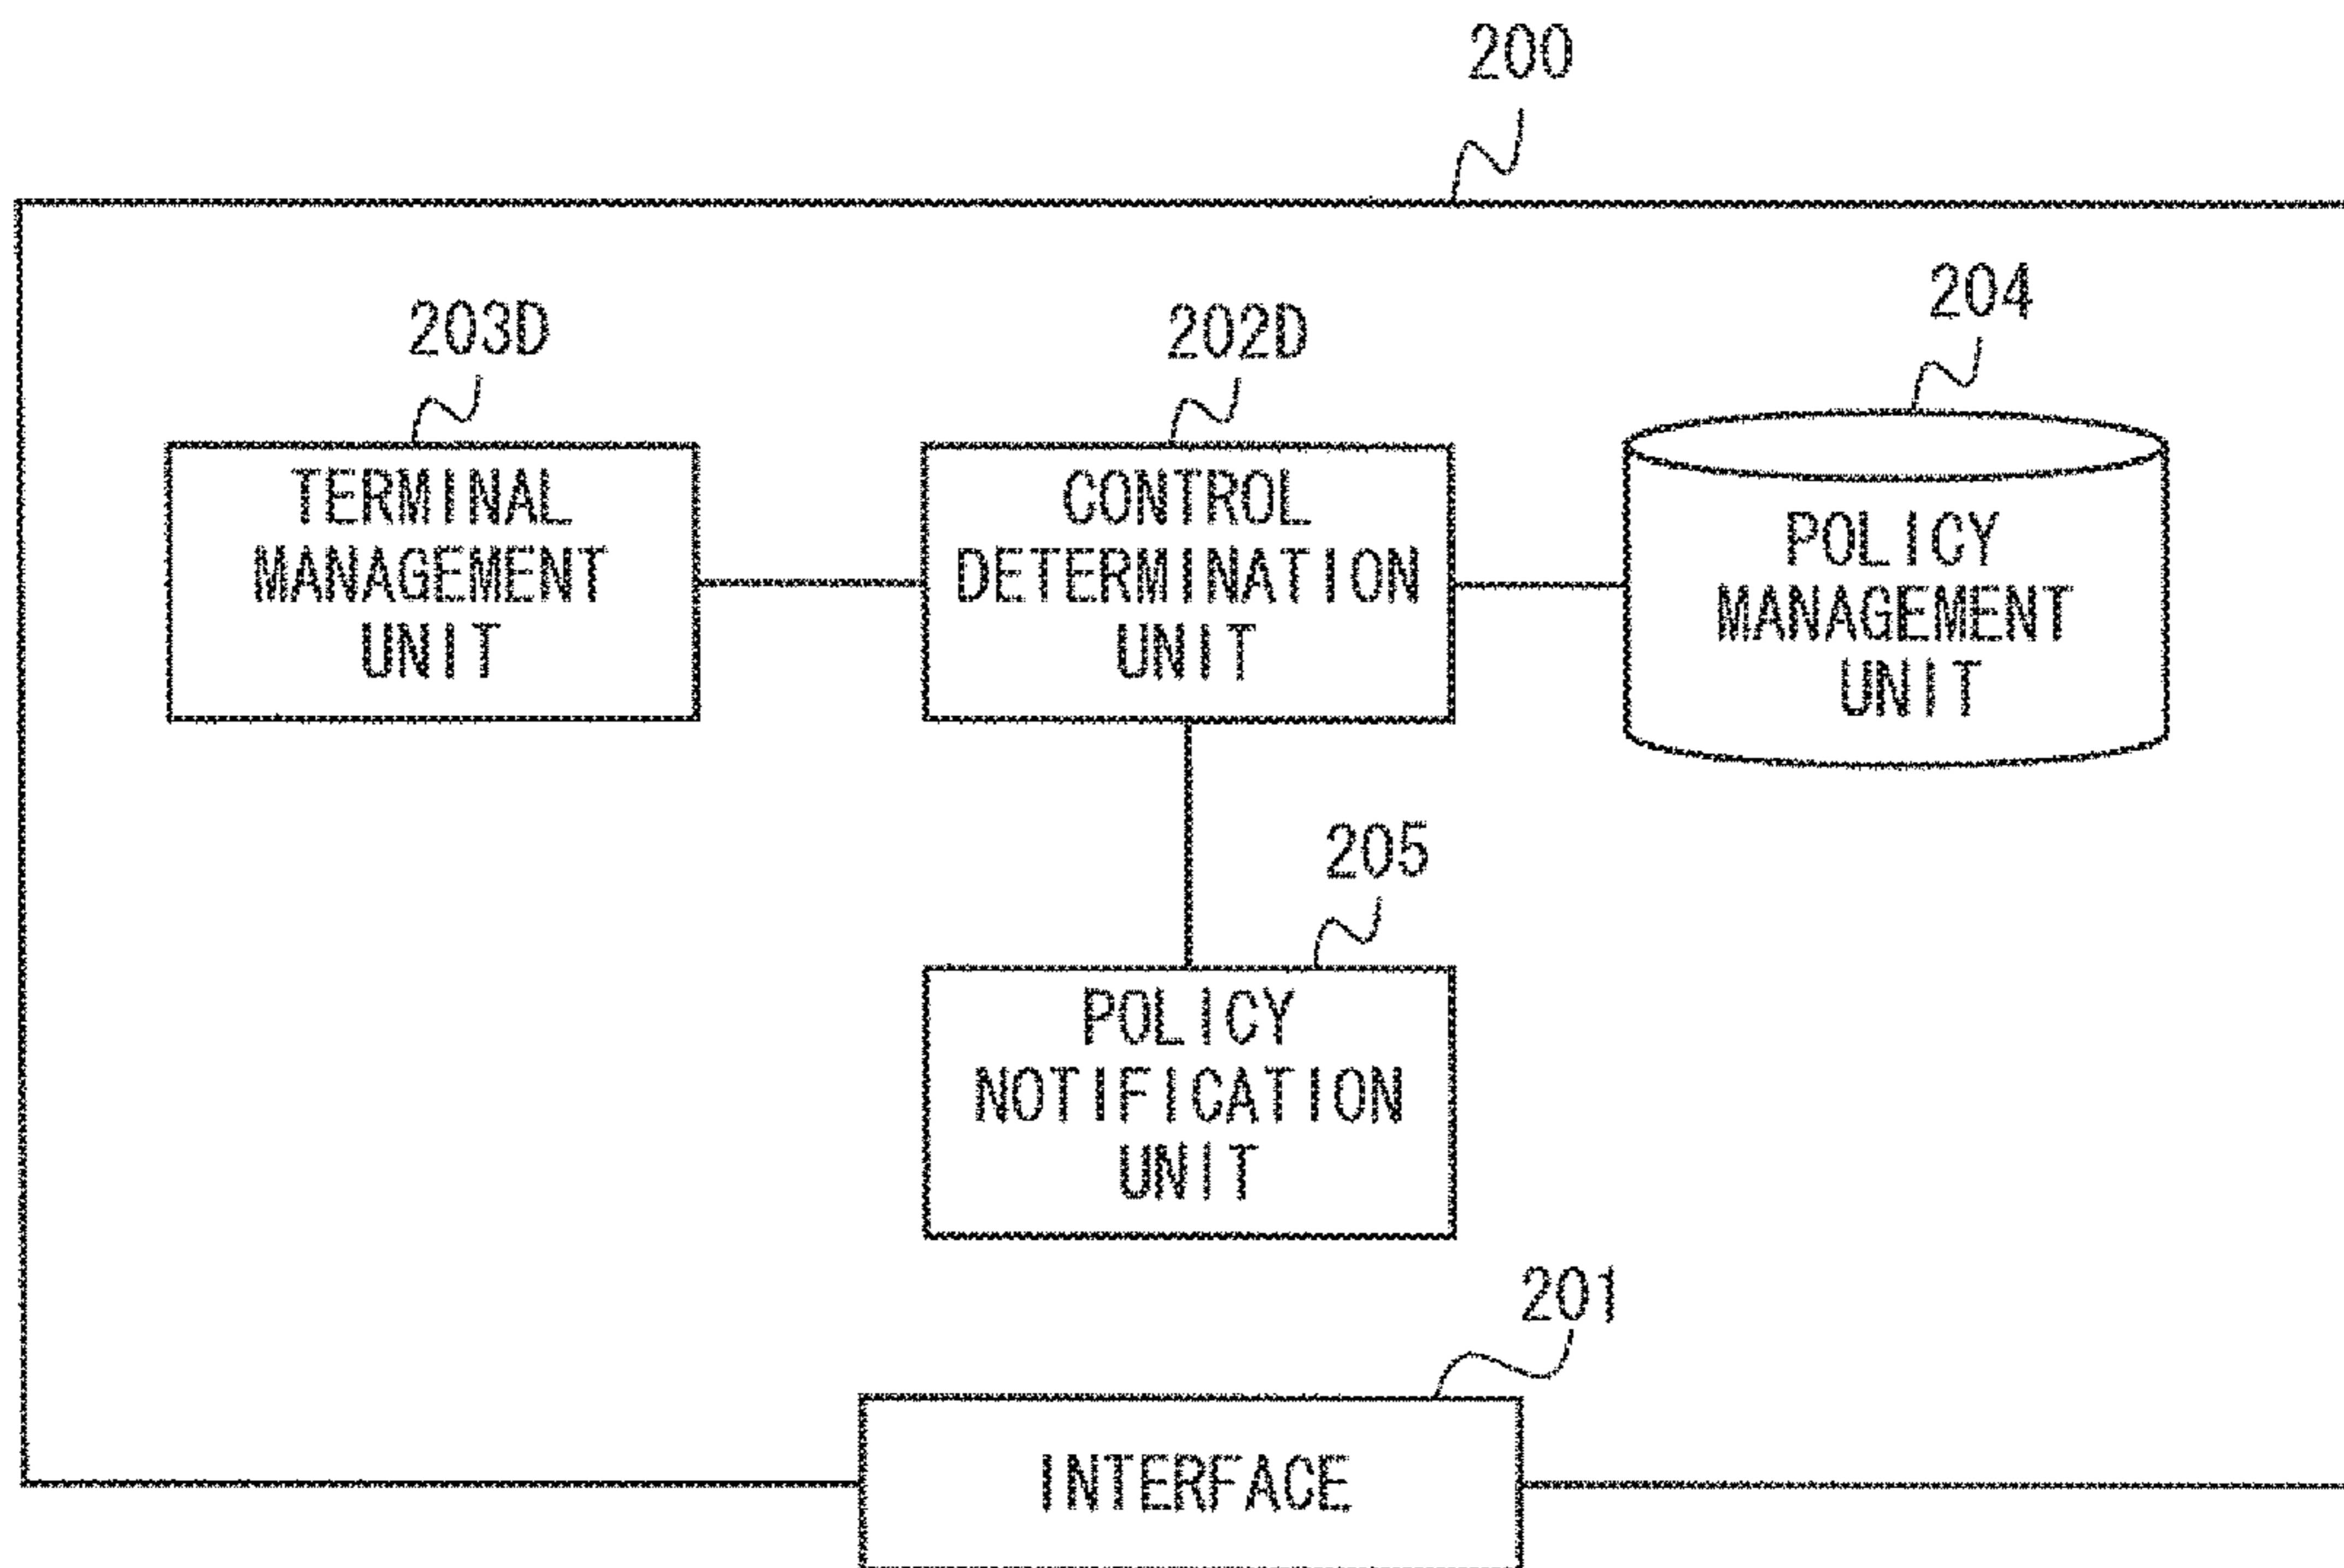 200
203D
202D
204
TERMINAL
MANAGEMENT
UNIT
CONTROL
DETERMINATION
UNIT
POLICY
MANAGEMENT
UNIT
205
POLICY
NOTIFICATION
UNIT
201
INTERFACE